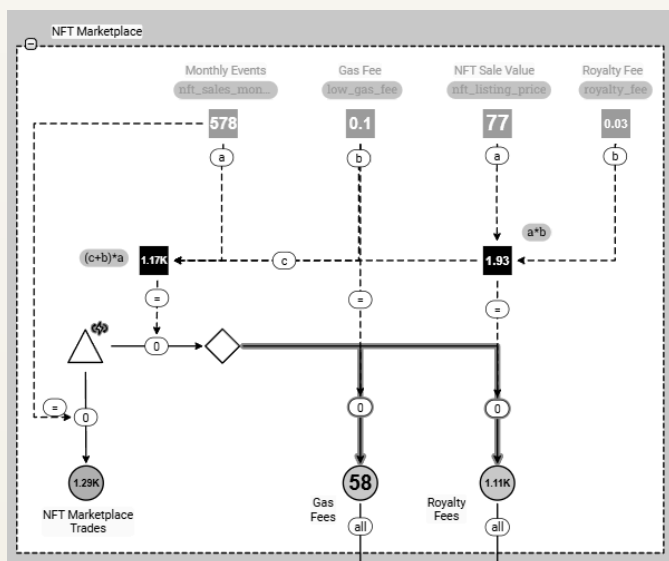 NFT Marketplace
Monthly Events
Gas Fee
NFT Sale Value
Royalty Fee
nft_sales_mon...
low_gas_fee
nft_listing_price
royalty_fee
578
0.1
77
0.03
a
b
a
b
a*b
(c+b)*a
1.17K
c
1.93
=
=
=
0
=
0
0
0
1.29K
58
1.11K
NFT Marketplace
Trades
Gas
Fees
Royalty
Fees
all
all